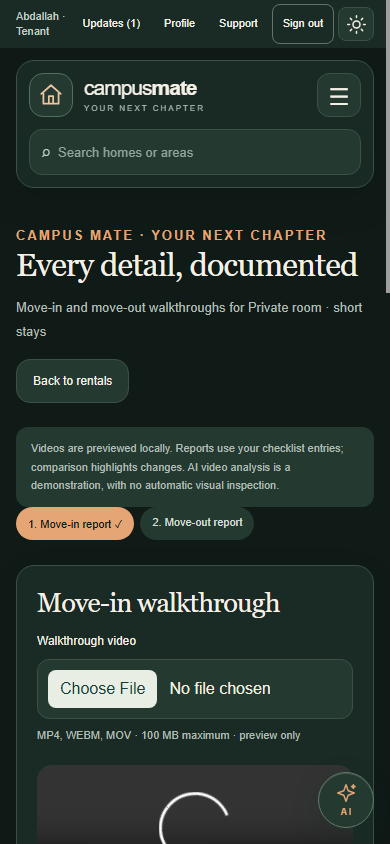 Abdallah ·
Tenant
Updates (1)
Profile
Support
Sign out
campusmate
YOUR NEXT CHAPTER
Search homes or areas
CAMPUS MATE · YOUR NEXT CHAPTER
Every detail, documented
Move-in and move-out walkthroughs for Private room · short
stays
Back to rentals
Videos are previewed locally. Reports use your checklist entries;
comparison highlights changes. AI video analysis is a
demonstration, with no automatic visual inspection.
1. Move-in report ✓
2. Move-out report
Move-in walkthrough
Walkthrough video
Choose File No file chosen
MP4, WEBM, MOV · 100 MB maximum · preview only
AI